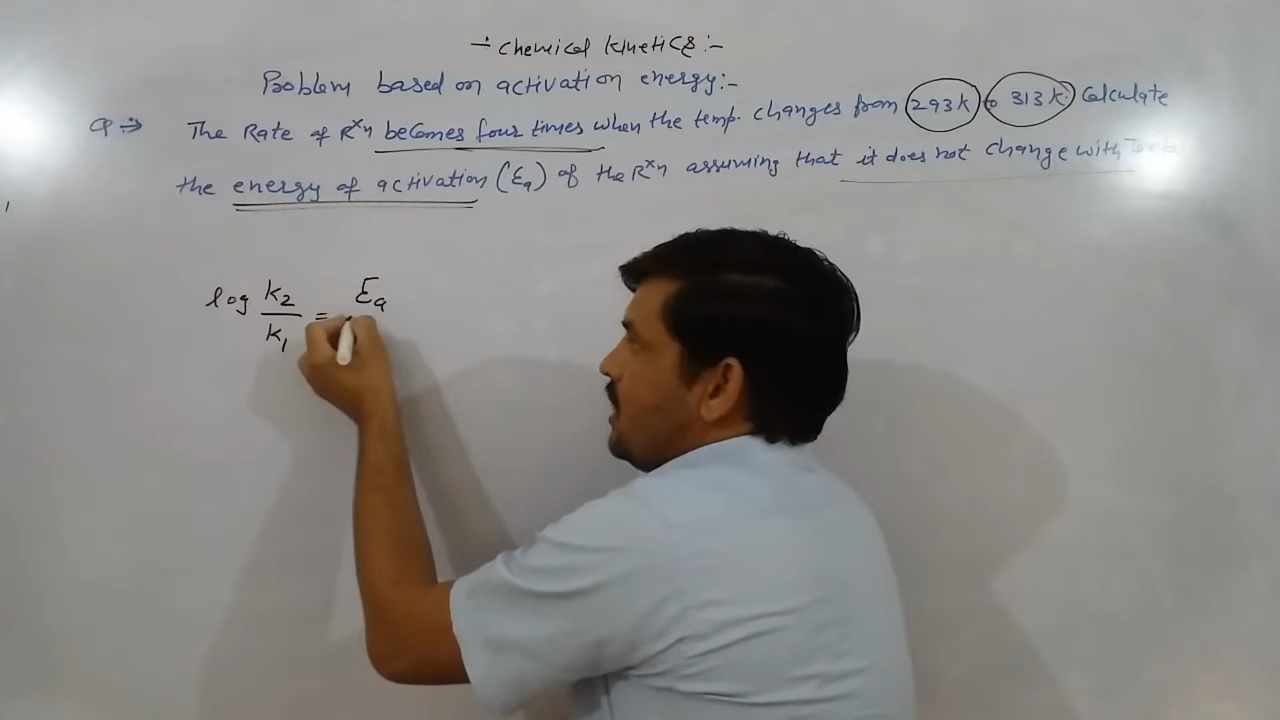 ÷ Chemical Kinetics :-
Problem based on activation energy:-
Q ⇒ The Rate of Rxn becomes four times when the temp. changes from 293K to 313K. Calculate
the energy of activation (Ea) of the Rxn assuming that it does not change with
log K2 = Ea
K1